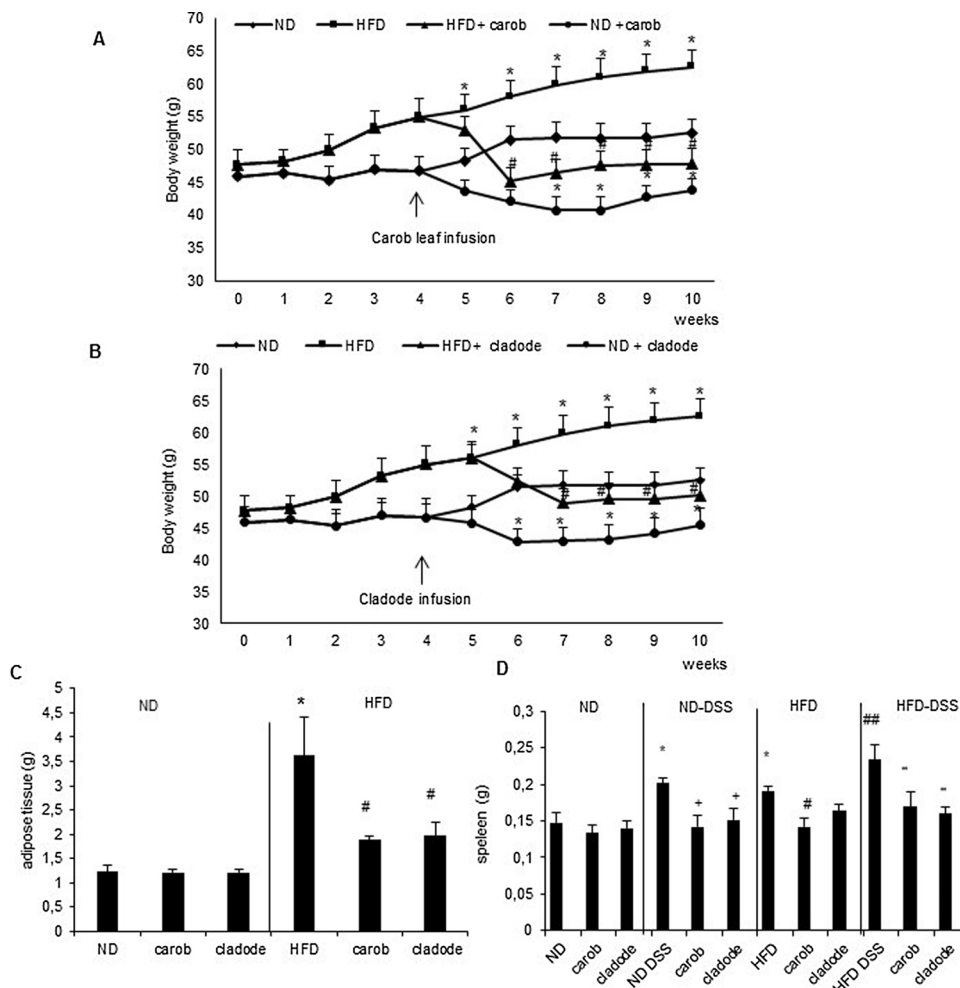 A
ND HFD HFD + carob ND + carob
70
65
60
55
50
45
40
35
30
Body weight (g)
* * * * * *
# # # # #
* * * *
Carob leaf infusion
0 1 2 3 4 5 6 7 8 9 10
weeks
B
ND HFD HFD + cladode ND + cladode
70
65
60
55
50
45
40
35
30
Body weight (g)
* * * * * *
# # # #
* * * * *
Cladode infusion
0 1 2 3 4 5 6 7 8 9 10
weeks
C
ND HFD
5
4,5
4
3,5
3
2,5
2
1,5
1
0,5
0
adipose tissue (g)
* # #
ND carob cladode HFD carob cladode
D
ND ND-DSS HFD HFD-DSS
0,3
0,25
0,2
0,15
0,1
0,05
0
speleen (g)
* + + * # ##
ND carob cladode ND DSS carob cladode HFD carob cladode HFD DSS carob cladode